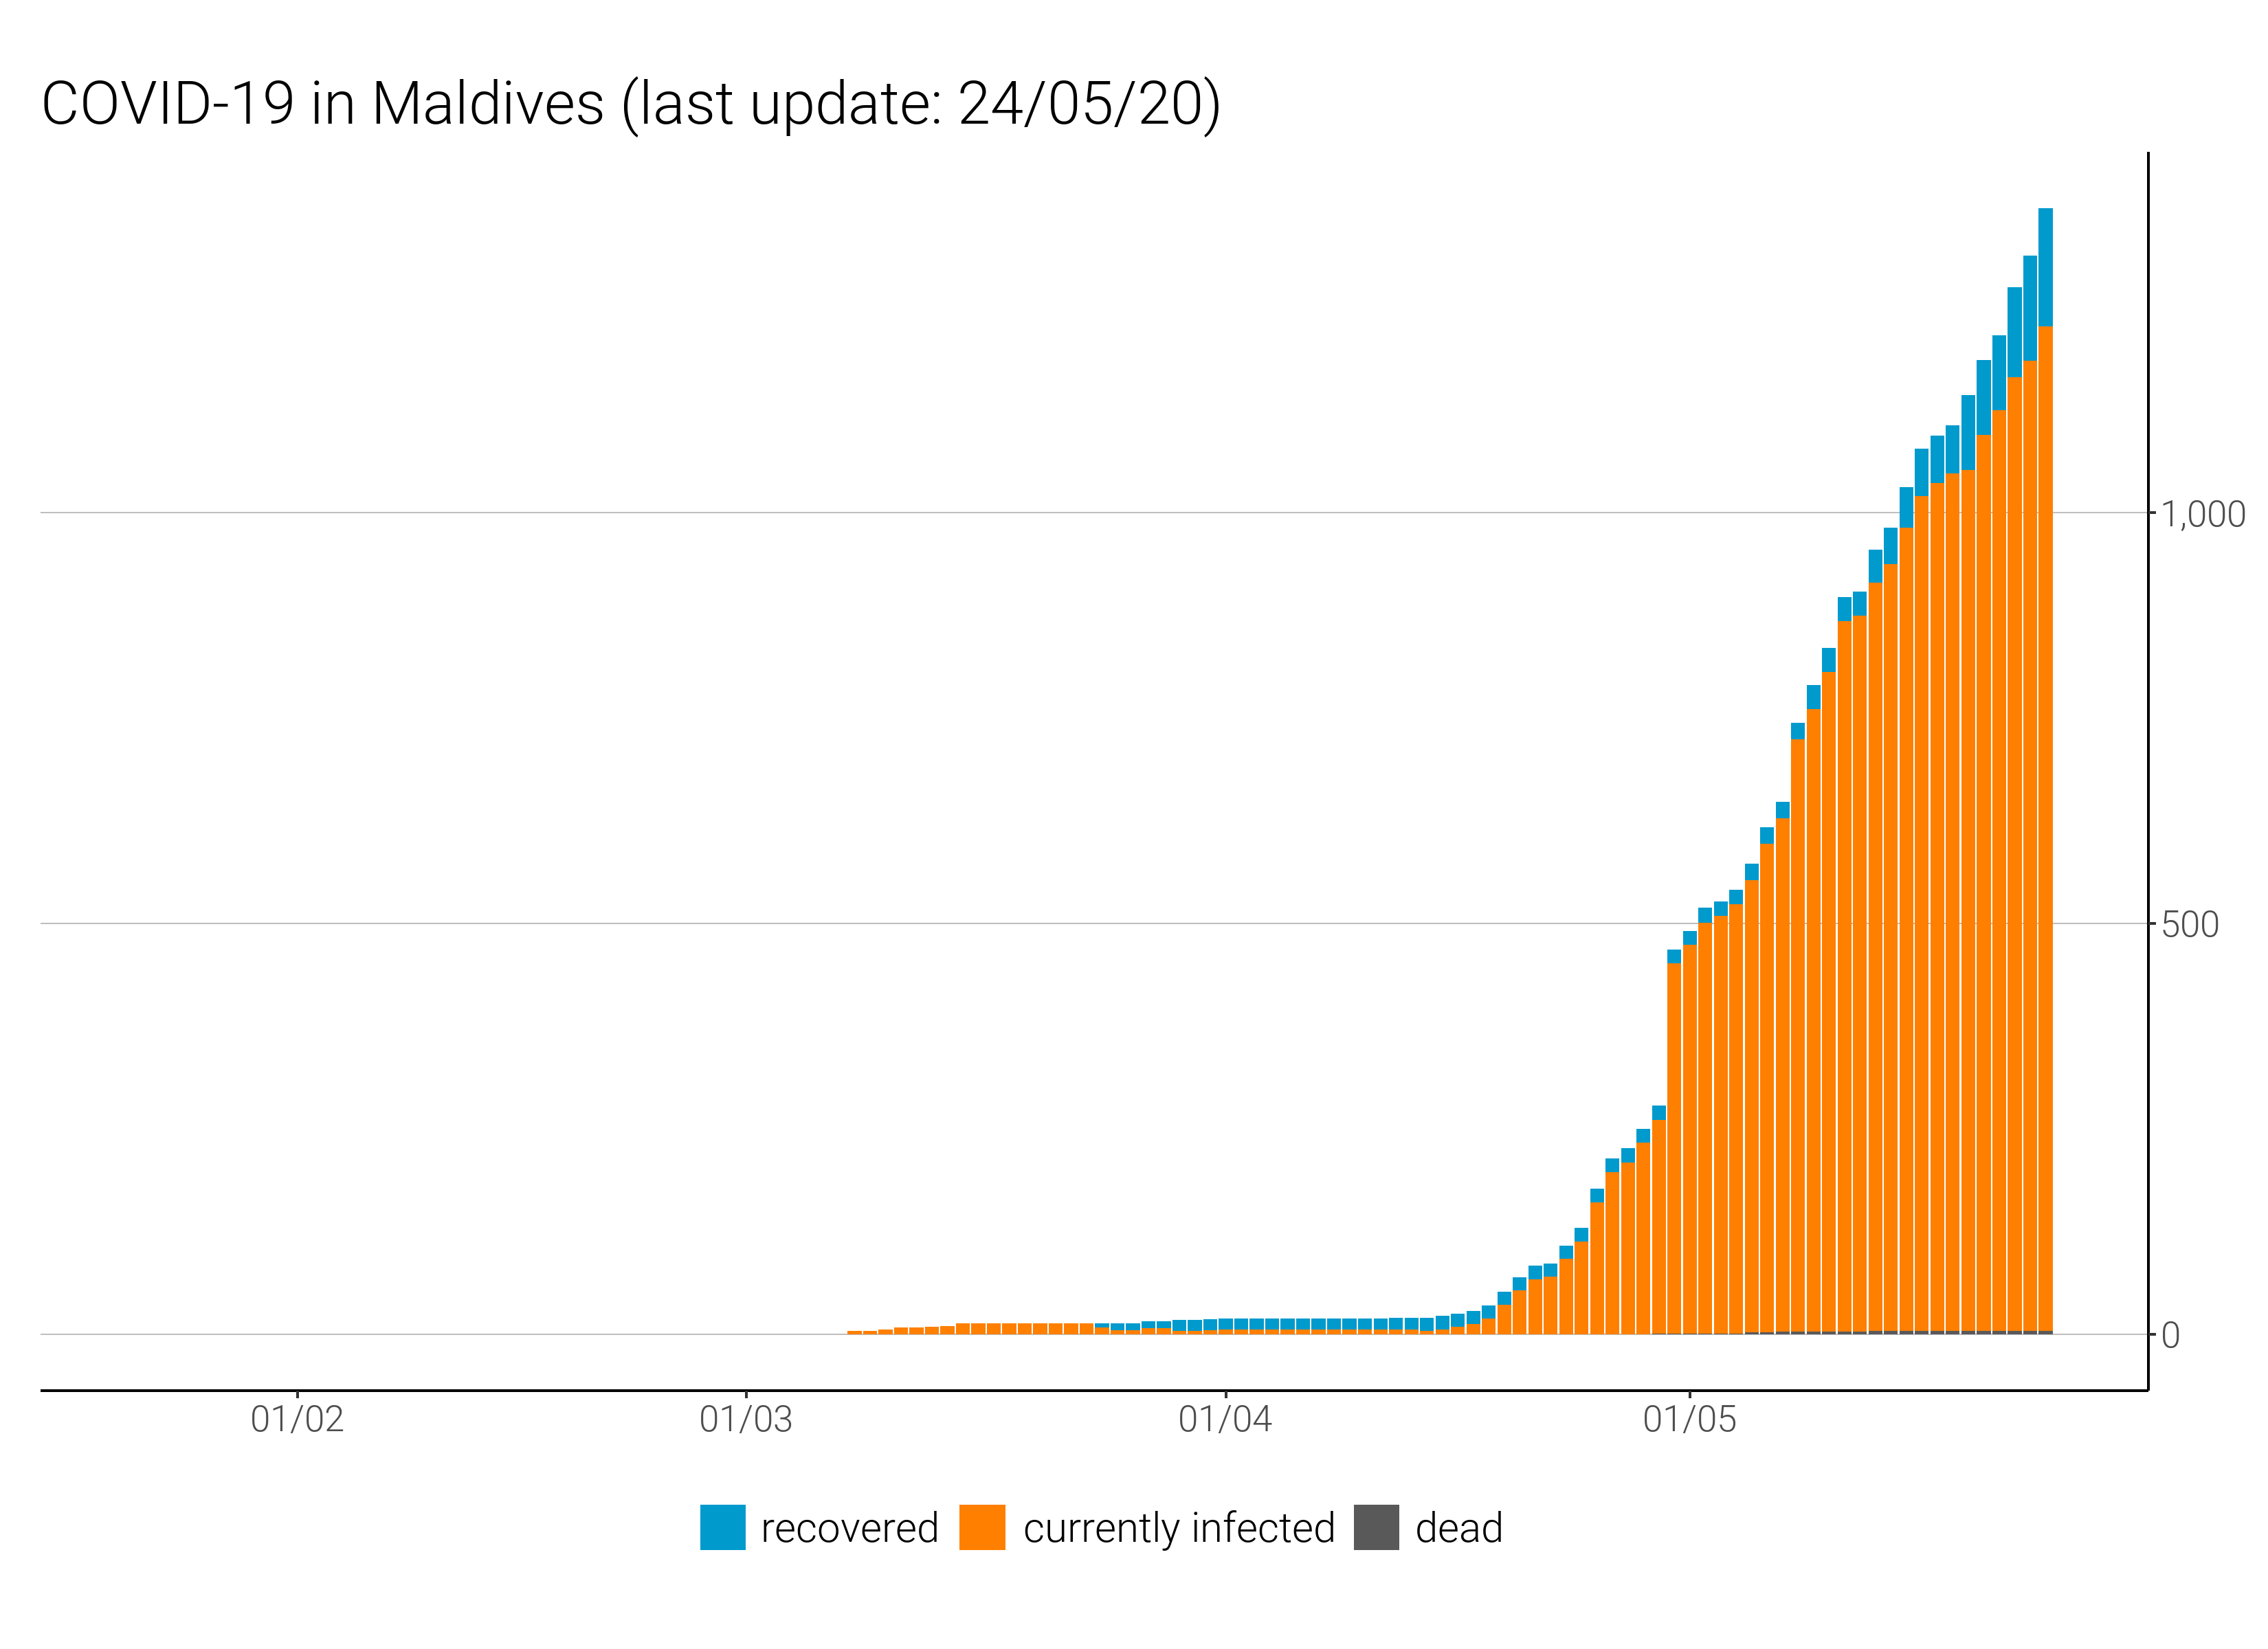 COVID-19 in Maldives (last update: 24/05/20)
1,000
500
0
01/02 01/03 01/04 01/05
recovered currently infected dead